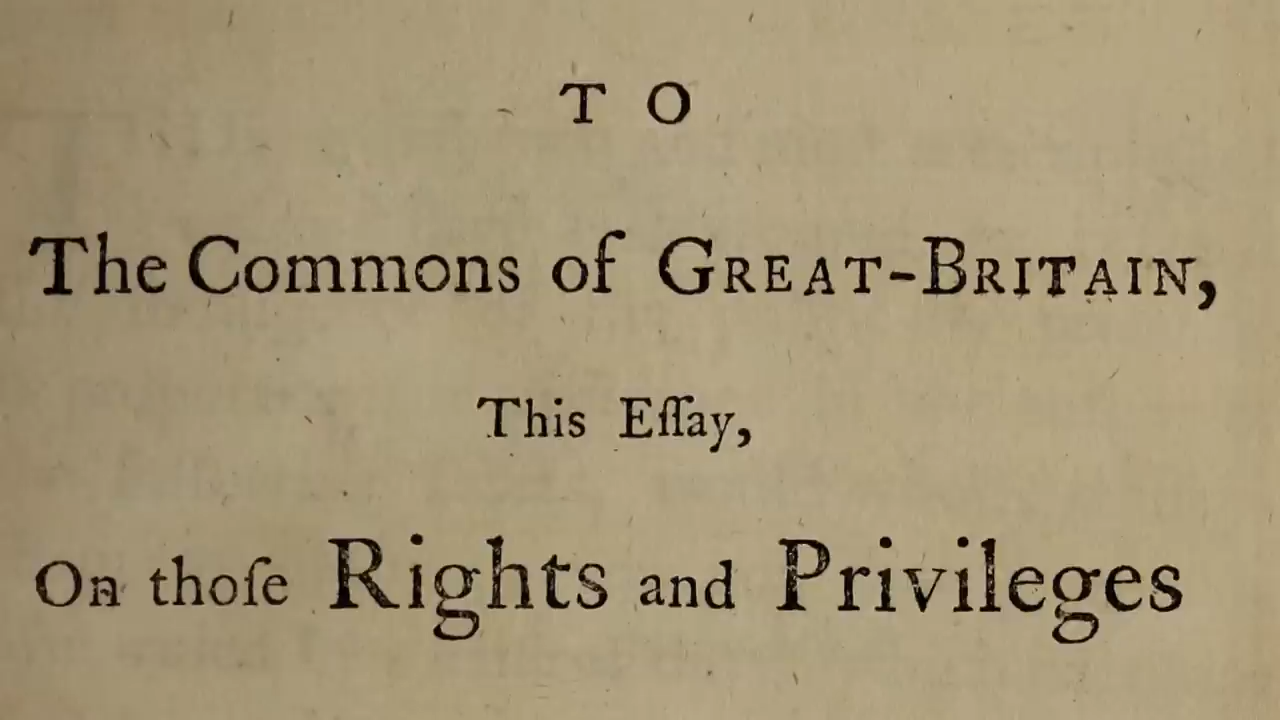 TO
The Commons of GREAT-BRITAIN,
This Eſſay,
On thoſe Rights and Privileges